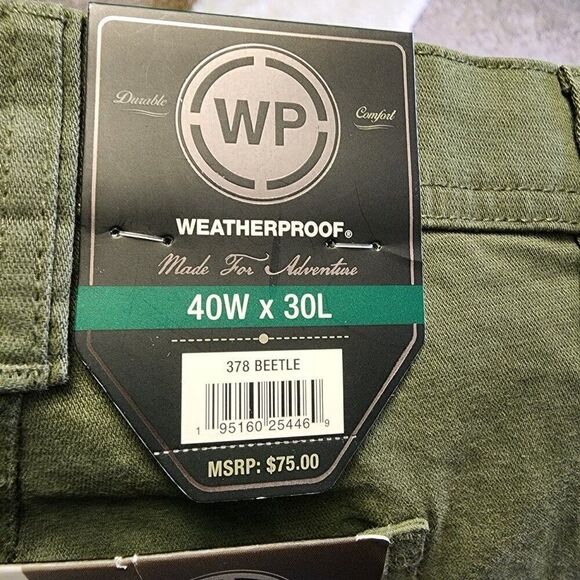 Durable
WP
Comfort
WEATHERPROOF®
Made For Adventure
40W x 30L
378 BEETLE
1 95160 25446 9
MSRP: $75.00